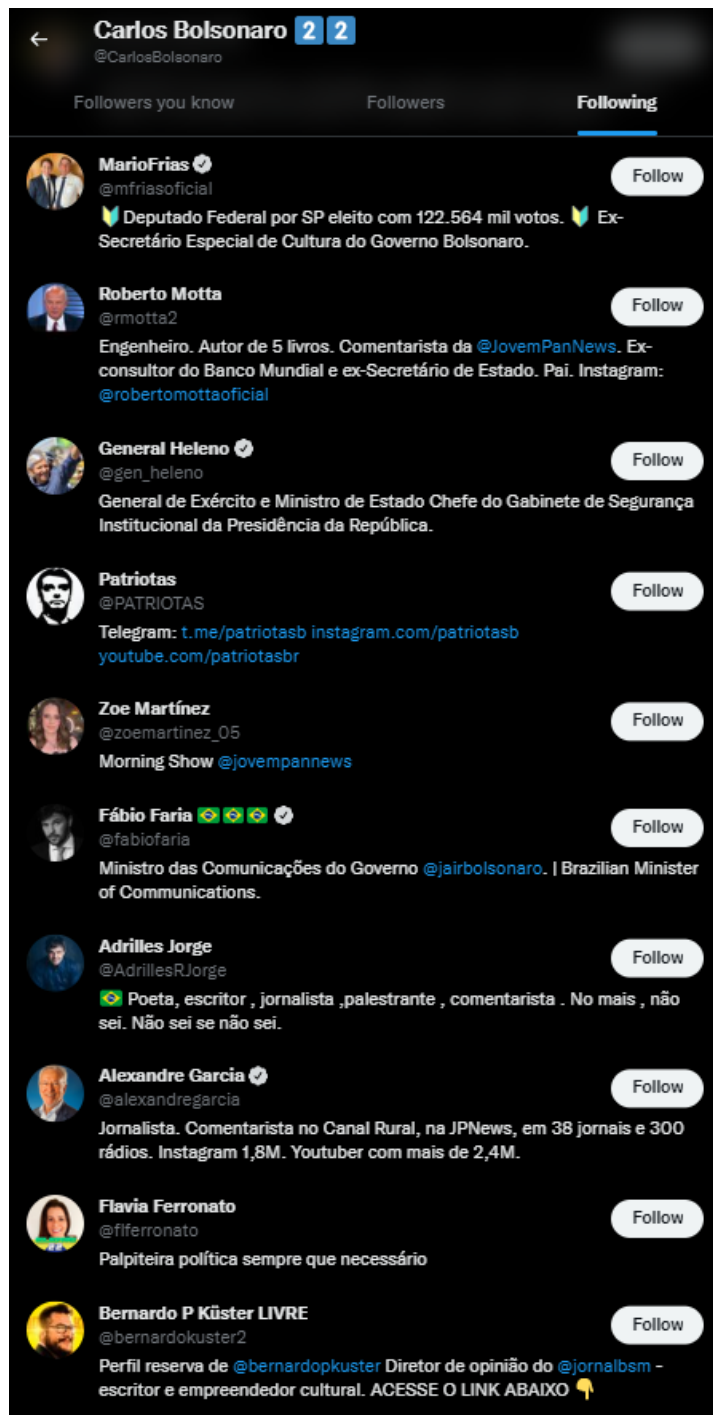 Carlos Bolsonaro 2️⃣ 2️⃣
@CarlosBolsonaro
Followers you know Followers Following
MarioFrias
@mfriasoficial
Follow
🔰 Deputado Federal por SP eleito com 122.564 mil votos. 🔰 Ex-
Secretário Especial de Cultura do Governo Bolsonaro.
Roberto Motta
@rmotta2
Follow
Engenheiro. Autor de 5 livros. Comentarista da @JovemPanNews. Ex-
consultor do Banco Mundial e ex-Secretário de Estado. Pai. Instagram:
@robertomottaoficial
General Heleno
@gen_heleno
Follow
General de Exército e Ministro de Estado Chefe do Gabinete de Segurança
Institucional da Presidência da República.
Patriotas
@PATRIOTAS
Follow
Telegram: t.me/patriotasb instagram.com/patriotasb
youtube.com/patriotasbr
Zoe Martínez
@zoemartinez_05
Follow
Morning Show @jovempannews
Fábio Faria 🇧🇷 🇧🇷 🇧🇷
@fabiofaria
Follow
Ministro das Comunicações do Governo @jairbolsonaro. | Brazilian Minister
of Communications.
Adrilles Jorge
@AdrillesRJorge
Follow
🇧🇷 Poeta, escritor , jornalista ,palestrante , comentarista . No mais , não
sei. Não sei se não sei.
Alexandre Garcia
@alexandregarcia
Follow
Jornalista. Comentarista no Canal Rural, na JPNews, em 38 jornais e 300
rádios. Instagram 1,8M. Youtuber com mais de 2,4M.
Flavia Ferronato
@flferronato
Follow
Palpiteira política sempre que necessário
Bernardo P Küster LIVRE
@bernardokuster2
Follow
Perfil reserva de @bernardopkuster Diretor de opinião do @jornalbsm -
escritor e empreendedor cultural. ACESSE O LINK ABAIXO 👇